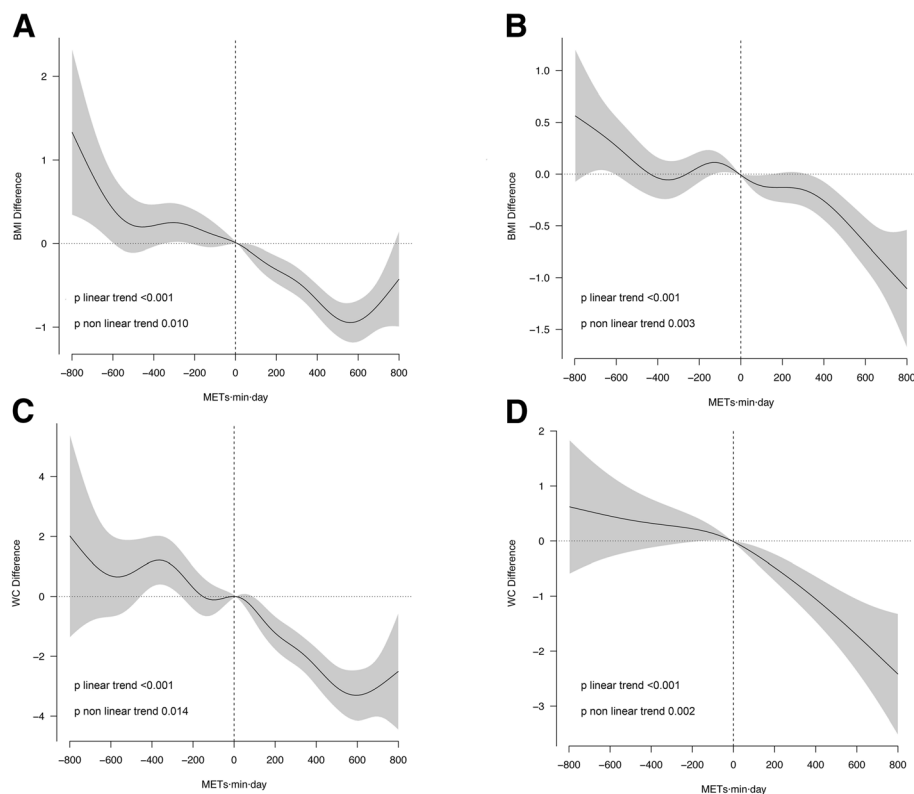 A
BMI Difference
2
1
0
−1
p linear trend <0.001
p non linear trend 0.010
−800 −600 −400 −200 0 200 400 600 800
METs·min·day
B
BMI Difference
1.0
0.5
0.0
−0.5
−1.0
−1.5
p linear trend <0.001
p non linear trend 0.003
−800 −600 −400 −200 0 200 400 600 800
METs·min·day
C
WC Difference
4
2
0
−2
−4
p linear trend <0.001
p non linear trend 0.014
−800 −600 −400 −200 0 200 400 600 800
METs·min·day
D
WC Difference
2
1
0
−1
−2
−3
p linear trend <0.001
p non linear trend 0.002
−800 −600 −400 −200 0 200 400 600 800
METs·min·day